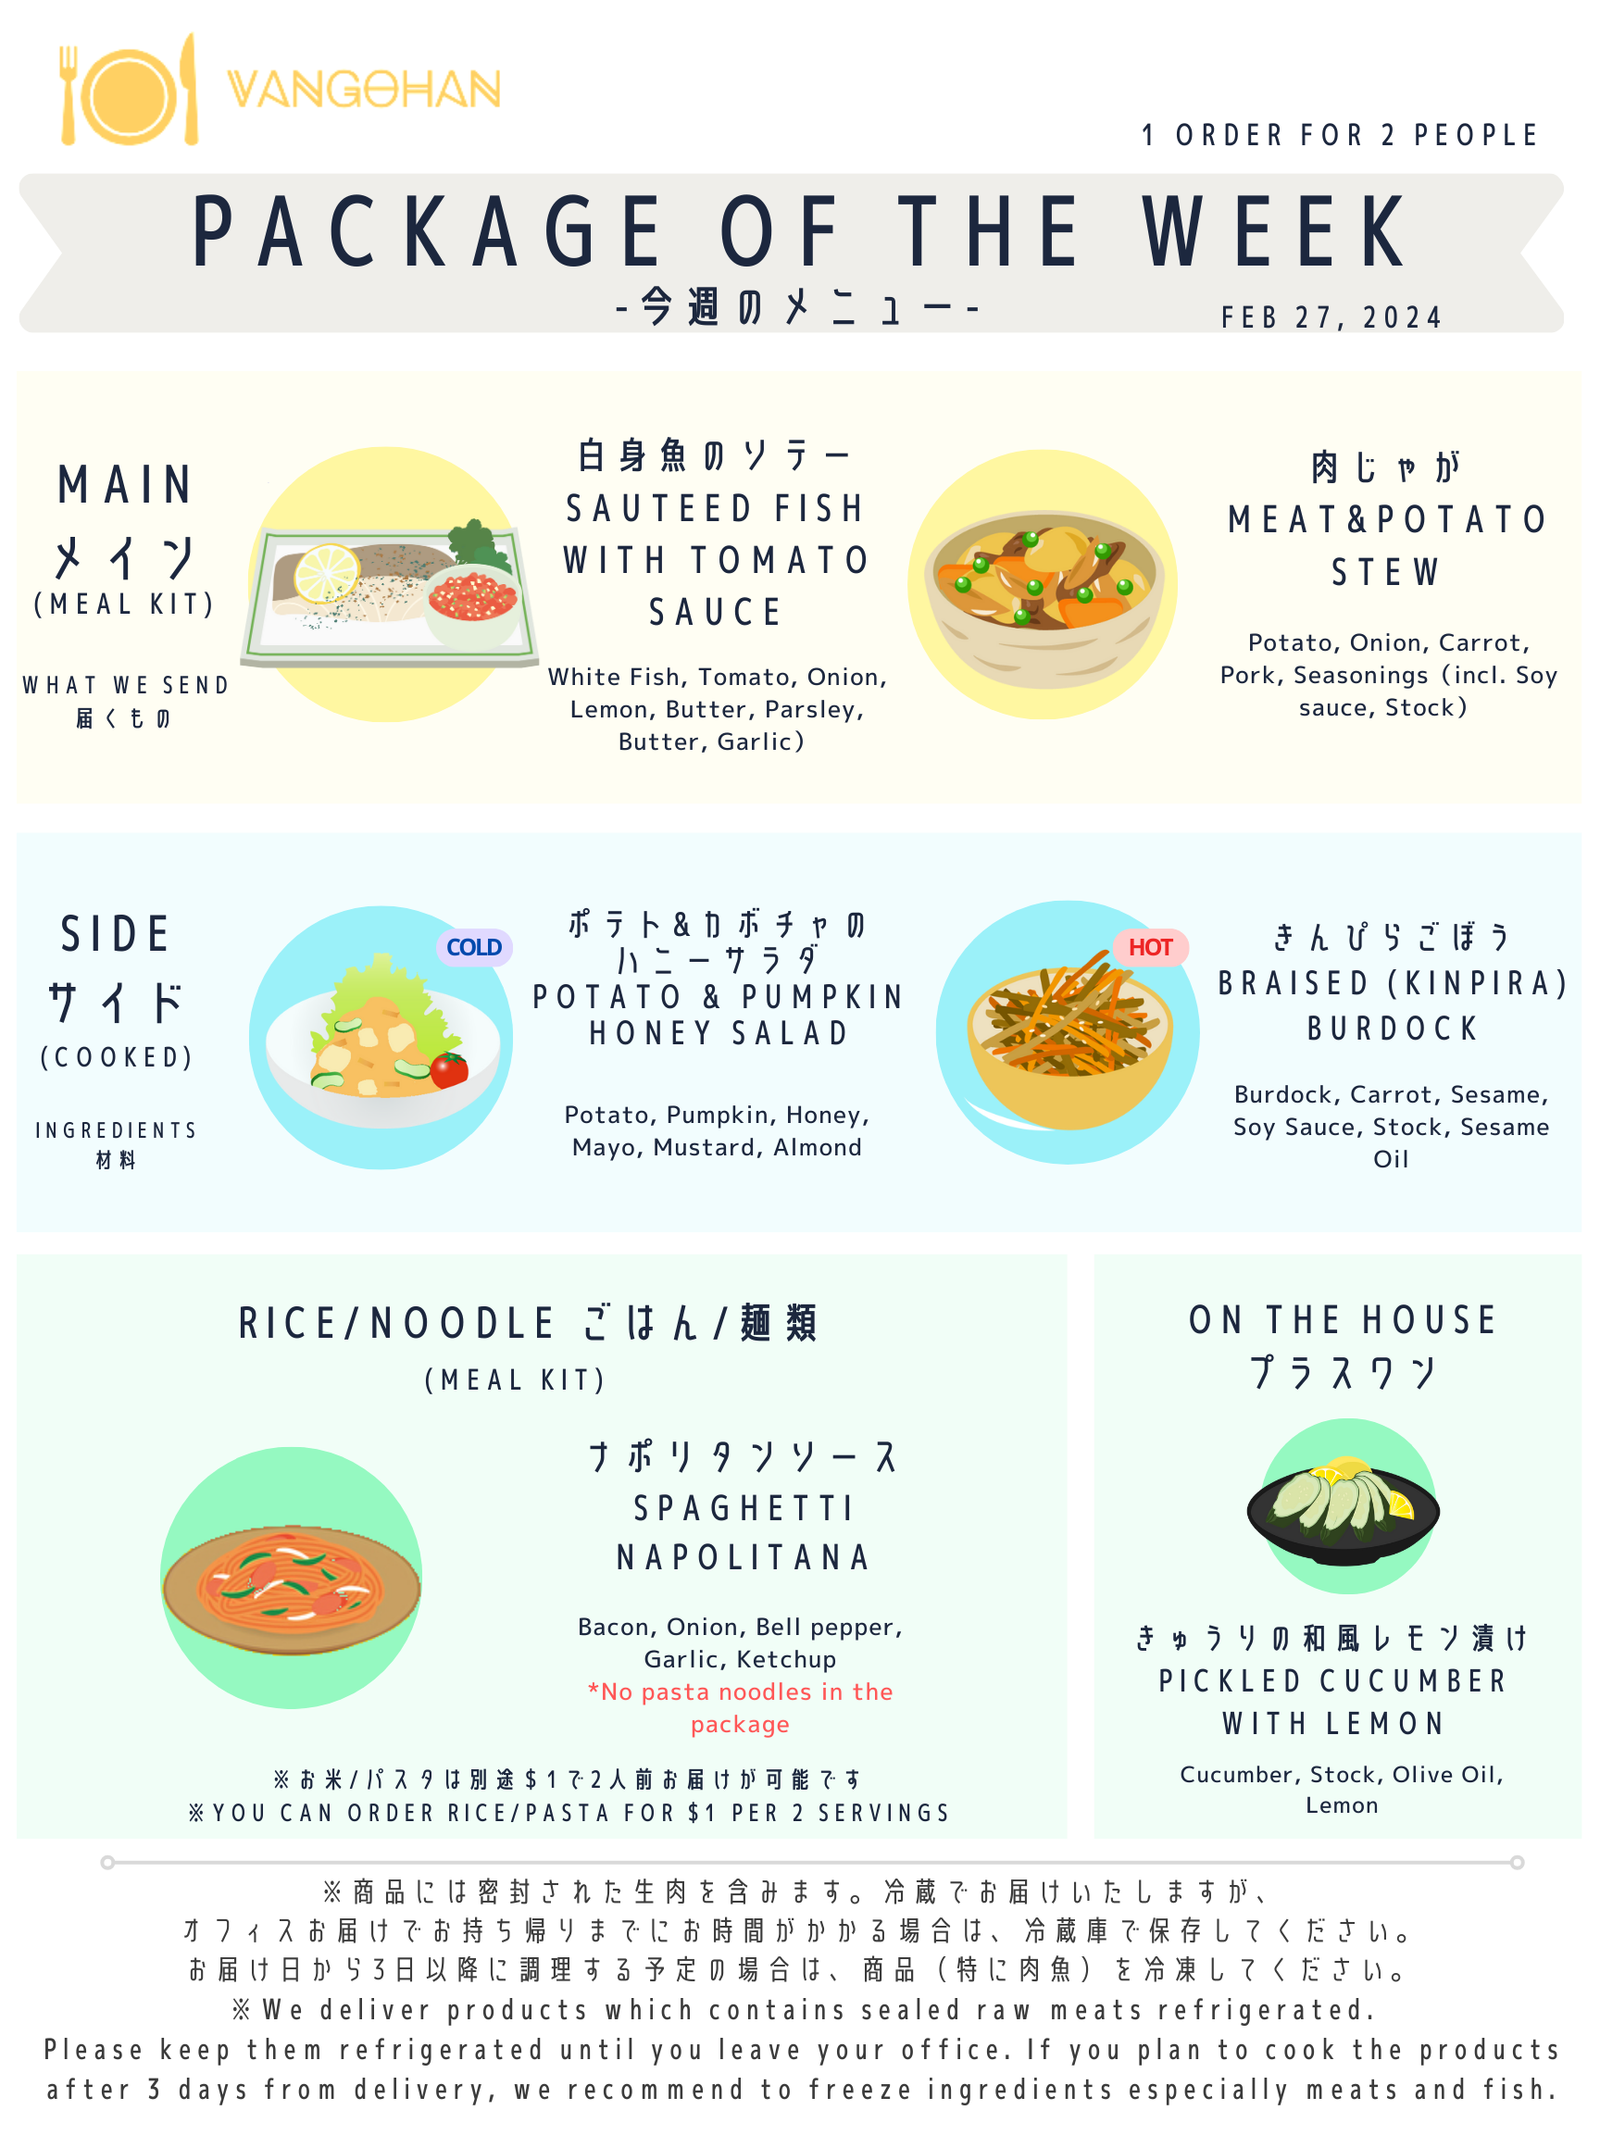 VANGOHAN
1 ORDER FOR 2 PEOPLE
PACKAGE OF THE WEEK
-今週のメニュー-
FEB 27, 2024
MAIN
メイン
(MEAL KIT)
WHAT WE SEND
届くもの
白身魚のソテー
SAUTEED FISH
WITH TOMATO
SAUCE
White Fish, Tomato, Onion,
Lemon, Butter, Parsley,
Butter, Garlic)
肉じゃが
MEAT&POTATO
STEW
Potato, Onion, Carrot,
Pork, Seasonings (incl. Soy
sauce, Stock)
SIDE
サイド
(COOKED)
INGREDIENTS
材料
COLD
ポテト&カボチャの
ハニーサラダ
POTATO & PUMPKIN
HONEY SALAD
Potato, Pumpkin, Honey,
Mayo, Mustard, Almond
HOT
きんぴらごぼう
BRAISED (KINPIRA)
BURDOCK
Burdock, Carrot, Sesame,
Soy Sauce, Stock, Sesame
Oil
RICE/NOODLE ごはん/麺類
(MEAL KIT)
ナポリタンソース
SPAGHETTI
NAPOLITANA
Bacon, Onion, Bell pepper,
Garlic, Ketchup
*No pasta noodles in the
package
※お米/パスタは別途$1で2人前お届けが可能です
※YOU CAN ORDER RICE/PASTA FOR $1 PER 2 SERVINGS
ON THE HOUSE
プラスワン
きゅうりの和風レモン漬け
PICKLED CUCUMBER
WITH LEMON
Cucumber, Stock, Olive Oil,
Lemon
※商品には密封された生肉を含みます。冷蔵でお届けいたしますが、
オフィスお届けでお持ち帰りまでにお時間がかかる場合は、冷蔵庫で保存してください。
お届け日から3日以降に調理する予定の場合は、商品（特に肉魚）を冷凍してください。
※We deliver products which contains sealed raw meats refrigerated.
Please keep them refrigerated until you leave your office. If you plan to cook the products
after 3 days from delivery, we recommend to freeze ingredients especially meats and fish.